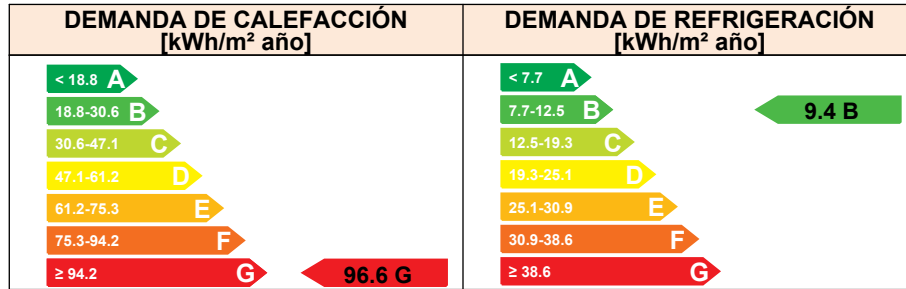 DEMANDA DE CALEFACCIÓN
[kWh/m² año]
< 18.8 A
18.8-30.6 B
30.6-47.1 C
47.1-61.2 D
61.2-75.3 E
75.3-94.2 F
≥ 94.2 G
96.6 G
DEMANDA DE REFRIGERACIÓN
[kWh/m² año]
< 7.7 A
7.7-12.5 B
9.4 B
12.5-19.3 C
19.3-25.1 D
25.1-30.9 E
30.9-38.6 F
≥ 38.6 G